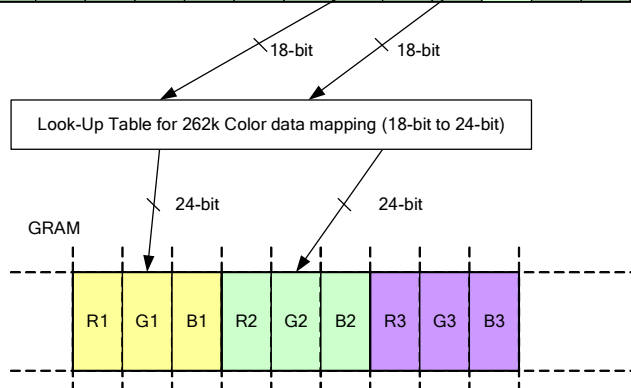 18-bit 18-bit
Look-Up Table for 262k Color data mapping (18-bit to 24-bit)
24-bit 24-bit
GRAM
R1 G1 B1 R2 G2 B2 R3 G3 B3